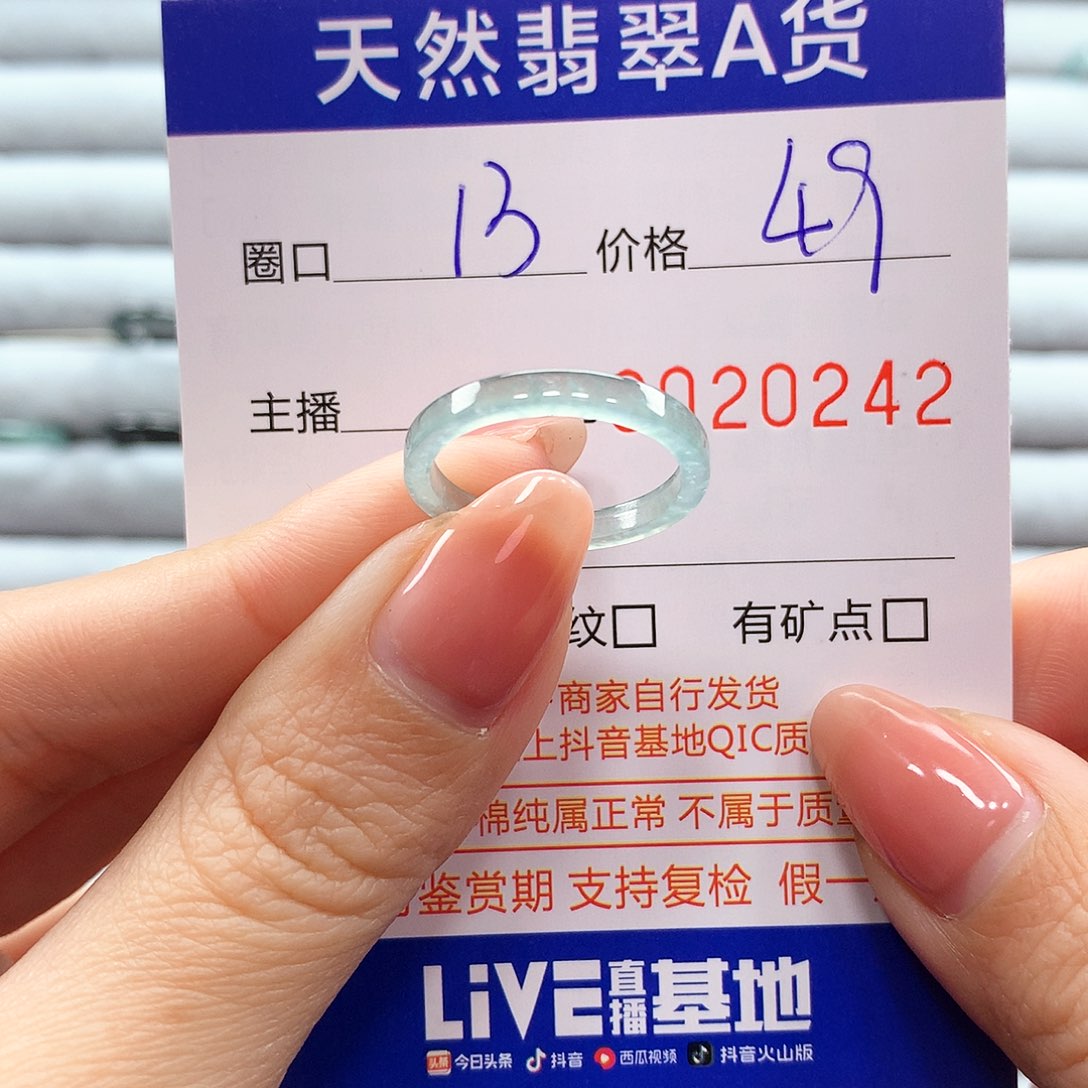 天然翡翠A货
圈口 13 价格 49
主播 020242
纹□ 有矿点□
商家自行发货
上抖音基地QIC质
棉纯属正常 不属于质
鉴赏期 支持复检 假一
LiVE直播基地
头条 今日头条 抖音 西瓜视频 抖音火山版